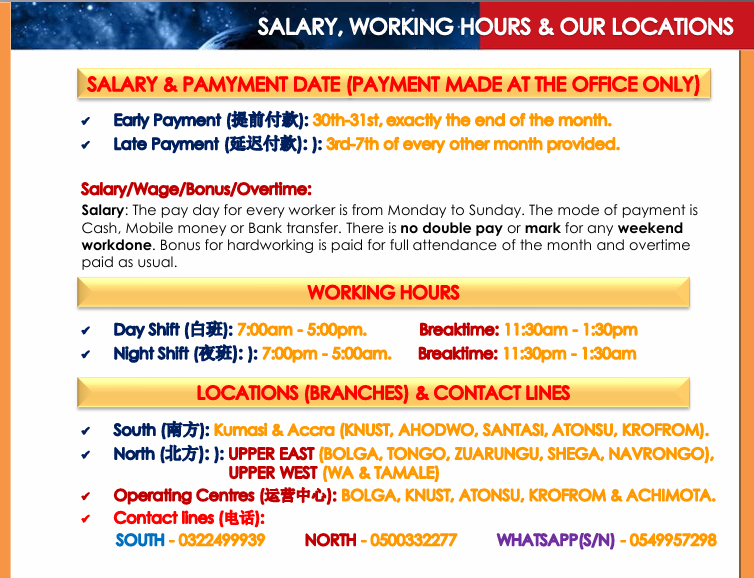 SALARY, WORKING HOURS & OUR LOCATIONS
SALARY & PAMYMENT DATE (PAYMENT MADE AT THE OFFICE ONLY)
✔ Early Payment (提前付款): 30th-31st, exactly the end of the month.
✔ Late Payment (延迟付款): ): 3rd-7th of every other month provided.
Salary/Wage/Bonus/Overtime:
Salary: The pay day for every worker is from Monday to Sunday. The mode of payment is
Cash, Mobile money or Bank transfer. There is no double pay or mark for any weekend
workdone. Bonus for hardworking is paid for full attendance of the month and overtime
paid as usual.
WORKING HOURS
✔ Day Shift (白班): 7:00am - 5:00pm. Breaktime: 11:30am - 1:30pm
✔ Night Shift (夜班): ): 7:00pm - 5:00am. Breaktime: 11:30pm - 1:30am
LOCATIONS (BRANCHES) & CONTACT LINES
✔ South (南方): Kumasi & Accra (KNUST, AHODWO, SANTASI, ATONSU, KROFROM).
✔ North (北方): ): UPPER EAST (BOLGA, TONGO, ZUARUNGU, SHEGA, NAVRONGO),
UPPER WEST (WA & TAMALE)
✔ Operating Centres (运营中心): BOLGA, KNUST, ATONSU, KROFROM & ACHIMOTA.
✔ Contact lines (电话):
SOUTH - 0322499939 NORTH - 0500332277 WHATSAPP(S/N) - 0549957298